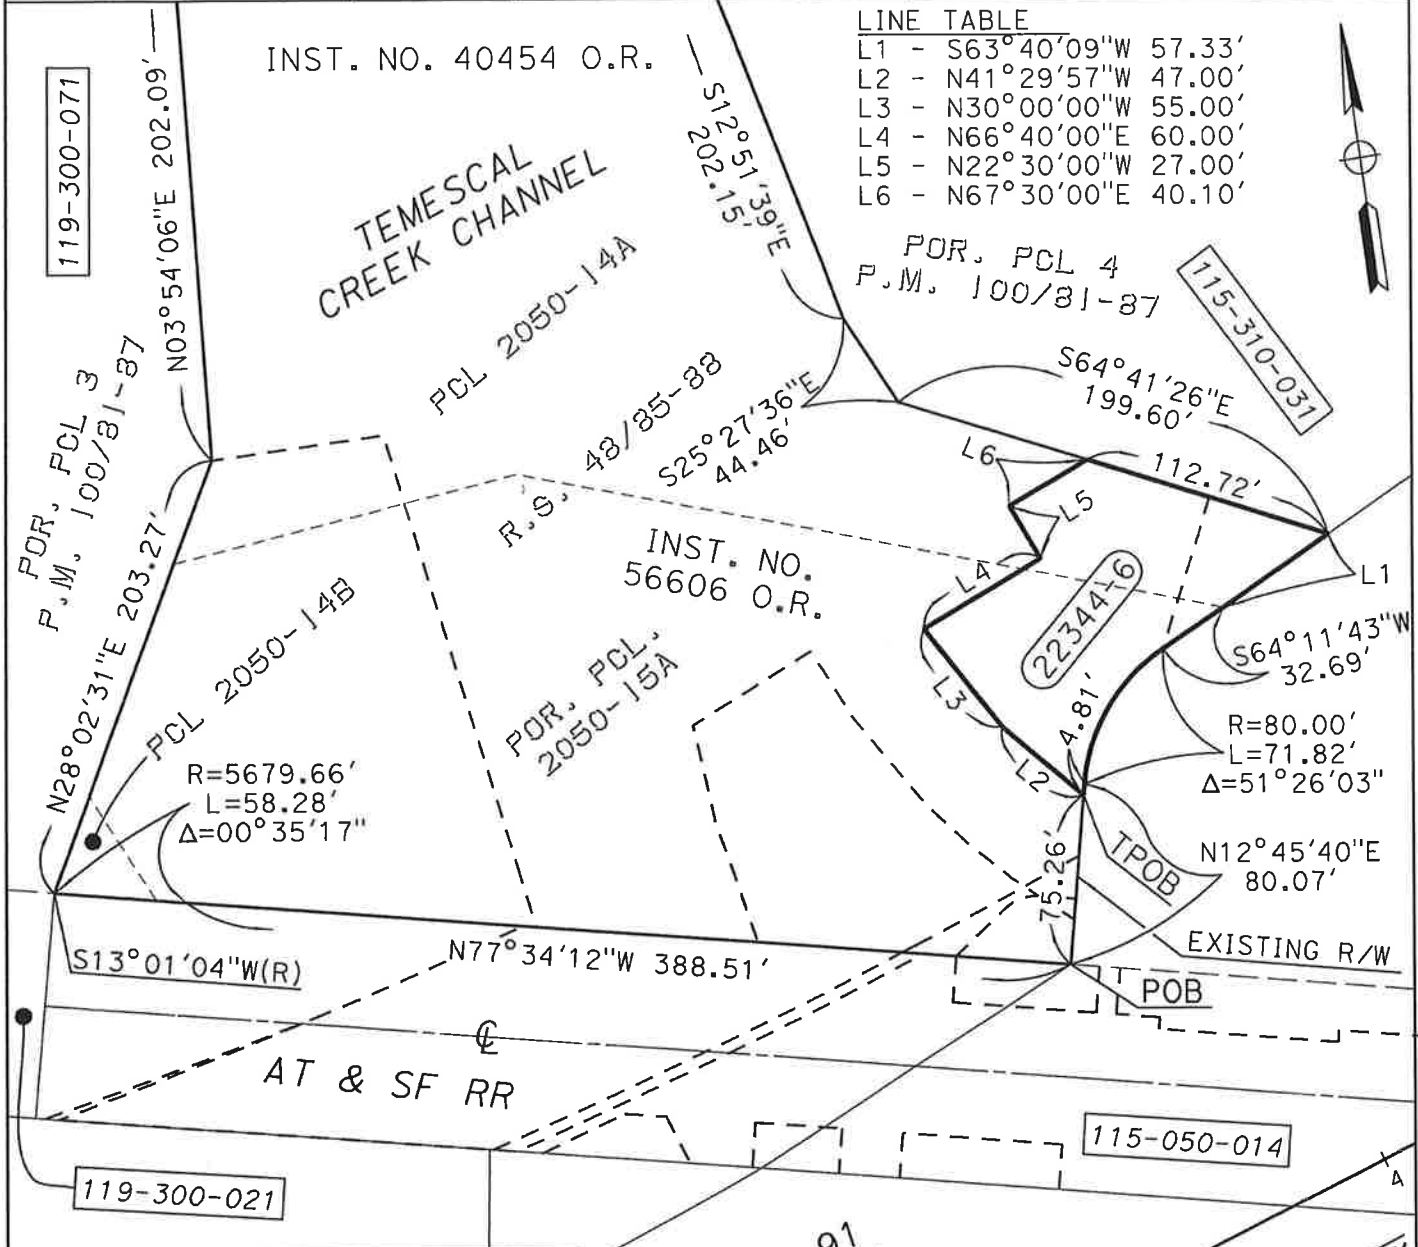 LINE TABLE
L1 - S63°40'09"W 57.33'
L2 - N41°29'57"W 47.00'
L3 - N30°00'00"W 55.00'
L4 - N66°40'00"E 60.00'
L5 - N22°30'00"W 27.00'
L6 - N67°30'00"E 40.10'
INST. NO. 40454 O.R.
119-300-071
N03°54'06"E 202.09'
TEMESCAL
CREEK CHANNEL
S12°51'39"E
202.15'
POR. PCL 4
P.M. 100/81-87
115-310-031
PCL 2050-14A
POR. PCL 3
P.M. 100/81-87
R.S. 48/85-88
S25°27'36"E
44.46'
S64°41'26"E
199.60'
112.72'
L6
L5
L4
L1
INST. NO.
56606 O.R.
22344-6
S64°11'43"W
32.69'
N28°02'31"E 203.27'
PCL 2050-14B
POR. PCL.
2050-15A
L3
L2
4.81'
R=80.00'
L=71.82'
Δ=51°26'03"
R=5679.66'
L=58.28'
Δ=00°35'17"
TPOB
N12°45'40"E
80.07'
75.26'
S13°01'04"W(R)
N77°34'12"W 388.51'
EXISTING R/W
POB
℄
AT & SF RR
115-050-014
119-300-021
91
4